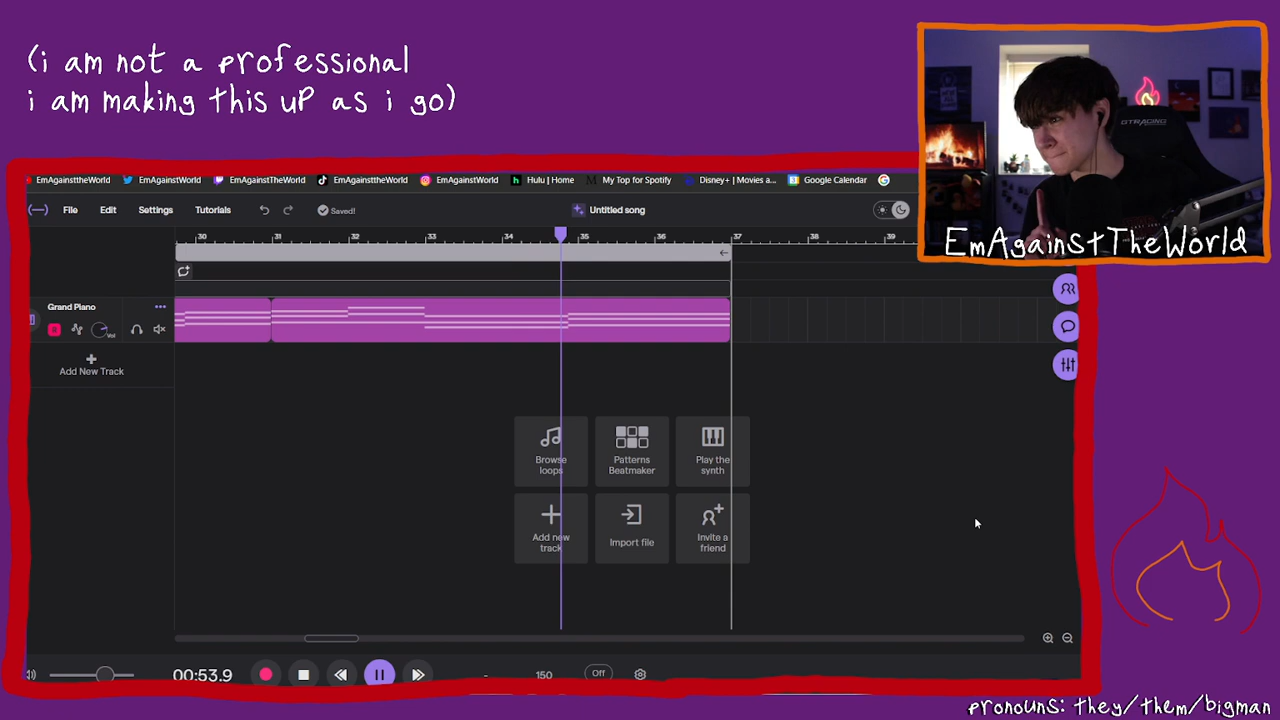 (i am not a professional
i am making this up as i go)
EmAgainsttheWorld EmAgainstWorld EmAgainstTheWorld EmAgainsttheWorld EmAgainstWorld Hulu | Home My Top for Spotify Disney+ | Movies a... Google Calendar
File Edit Settings Tutorials Saved! Untitled song
GTRACING
EmAgainstTheWorld
30 31 32 33 34 35 36 37 38 39
Grand Piano
Vol
Add New Track
Browse loops
Patterns Beatmaker
Play the synth
Add new track
Import file
Invite a friend
00:53.9 - 150 Off
pronouns: they/them/bigman